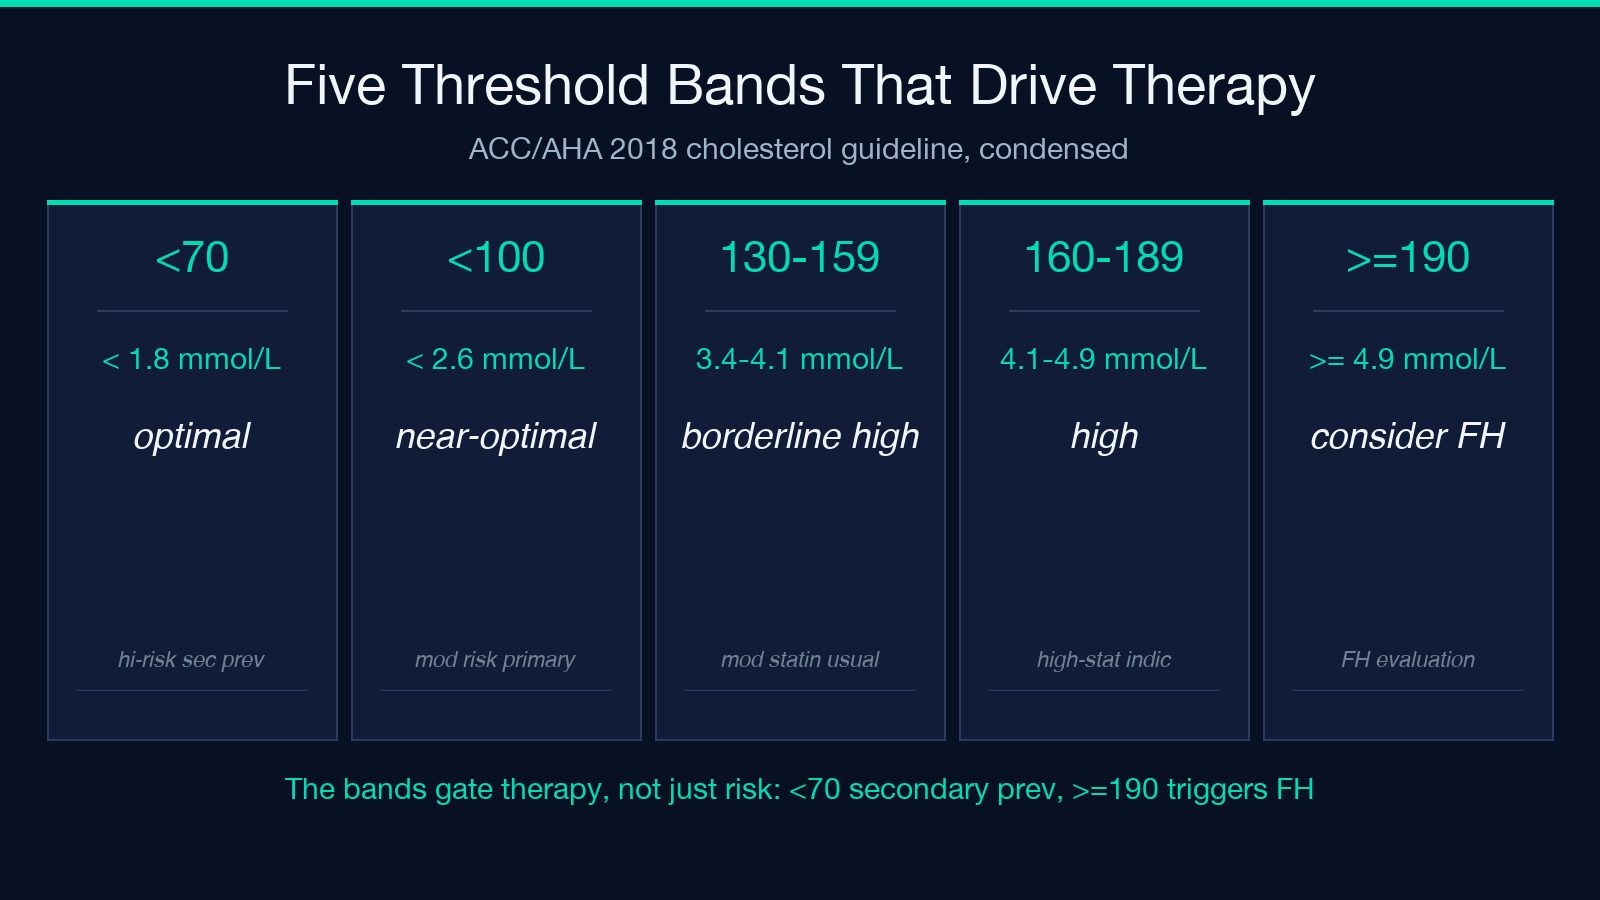 Five Threshold Bands That Drive Therapy
ACC/AHA 2018 cholesterol guideline, condensed
<70
< 1.8 mmol/L
optimal
hi-risk sec prev
<100
< 2.6 mmol/L
near-optimal
mod risk primary
130-159
3.4-4.1 mmol/L
borderline high
mod statin usual
160-189
4.1-4.9 mmol/L
high
high-stat indic
>=190
>= 4.9 mmol/L
consider FH
FH evaluation
The bands gate therapy, not just risk: <70 secondary prev, >=190 triggers FH